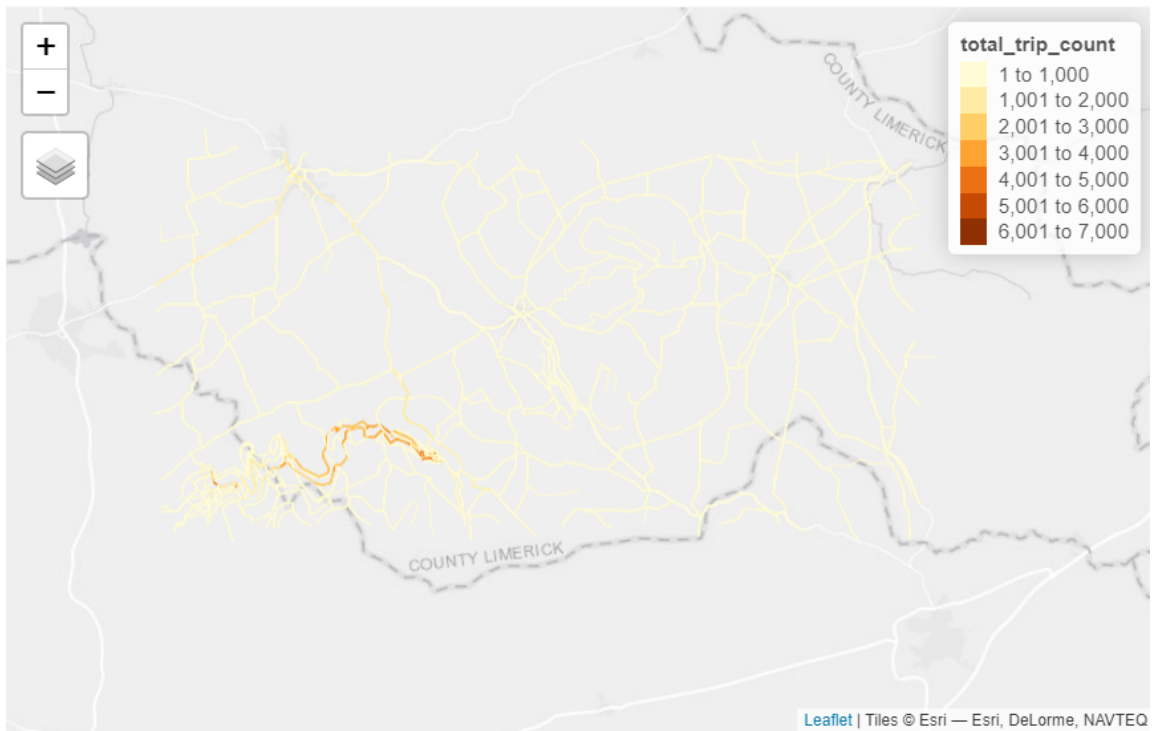 +
−
total_trip_count
1 to 1,000
1,001 to 2,000
2,001 to 3,000
3,001 to 4,000
4,001 to 5,000
5,001 to 6,000
6,001 to 7,000
COUNTY LIMERICK
COUNTY LIMERICK
Leaflet | Tiles © Esri — Esri, DeLorme, NAVTEQ